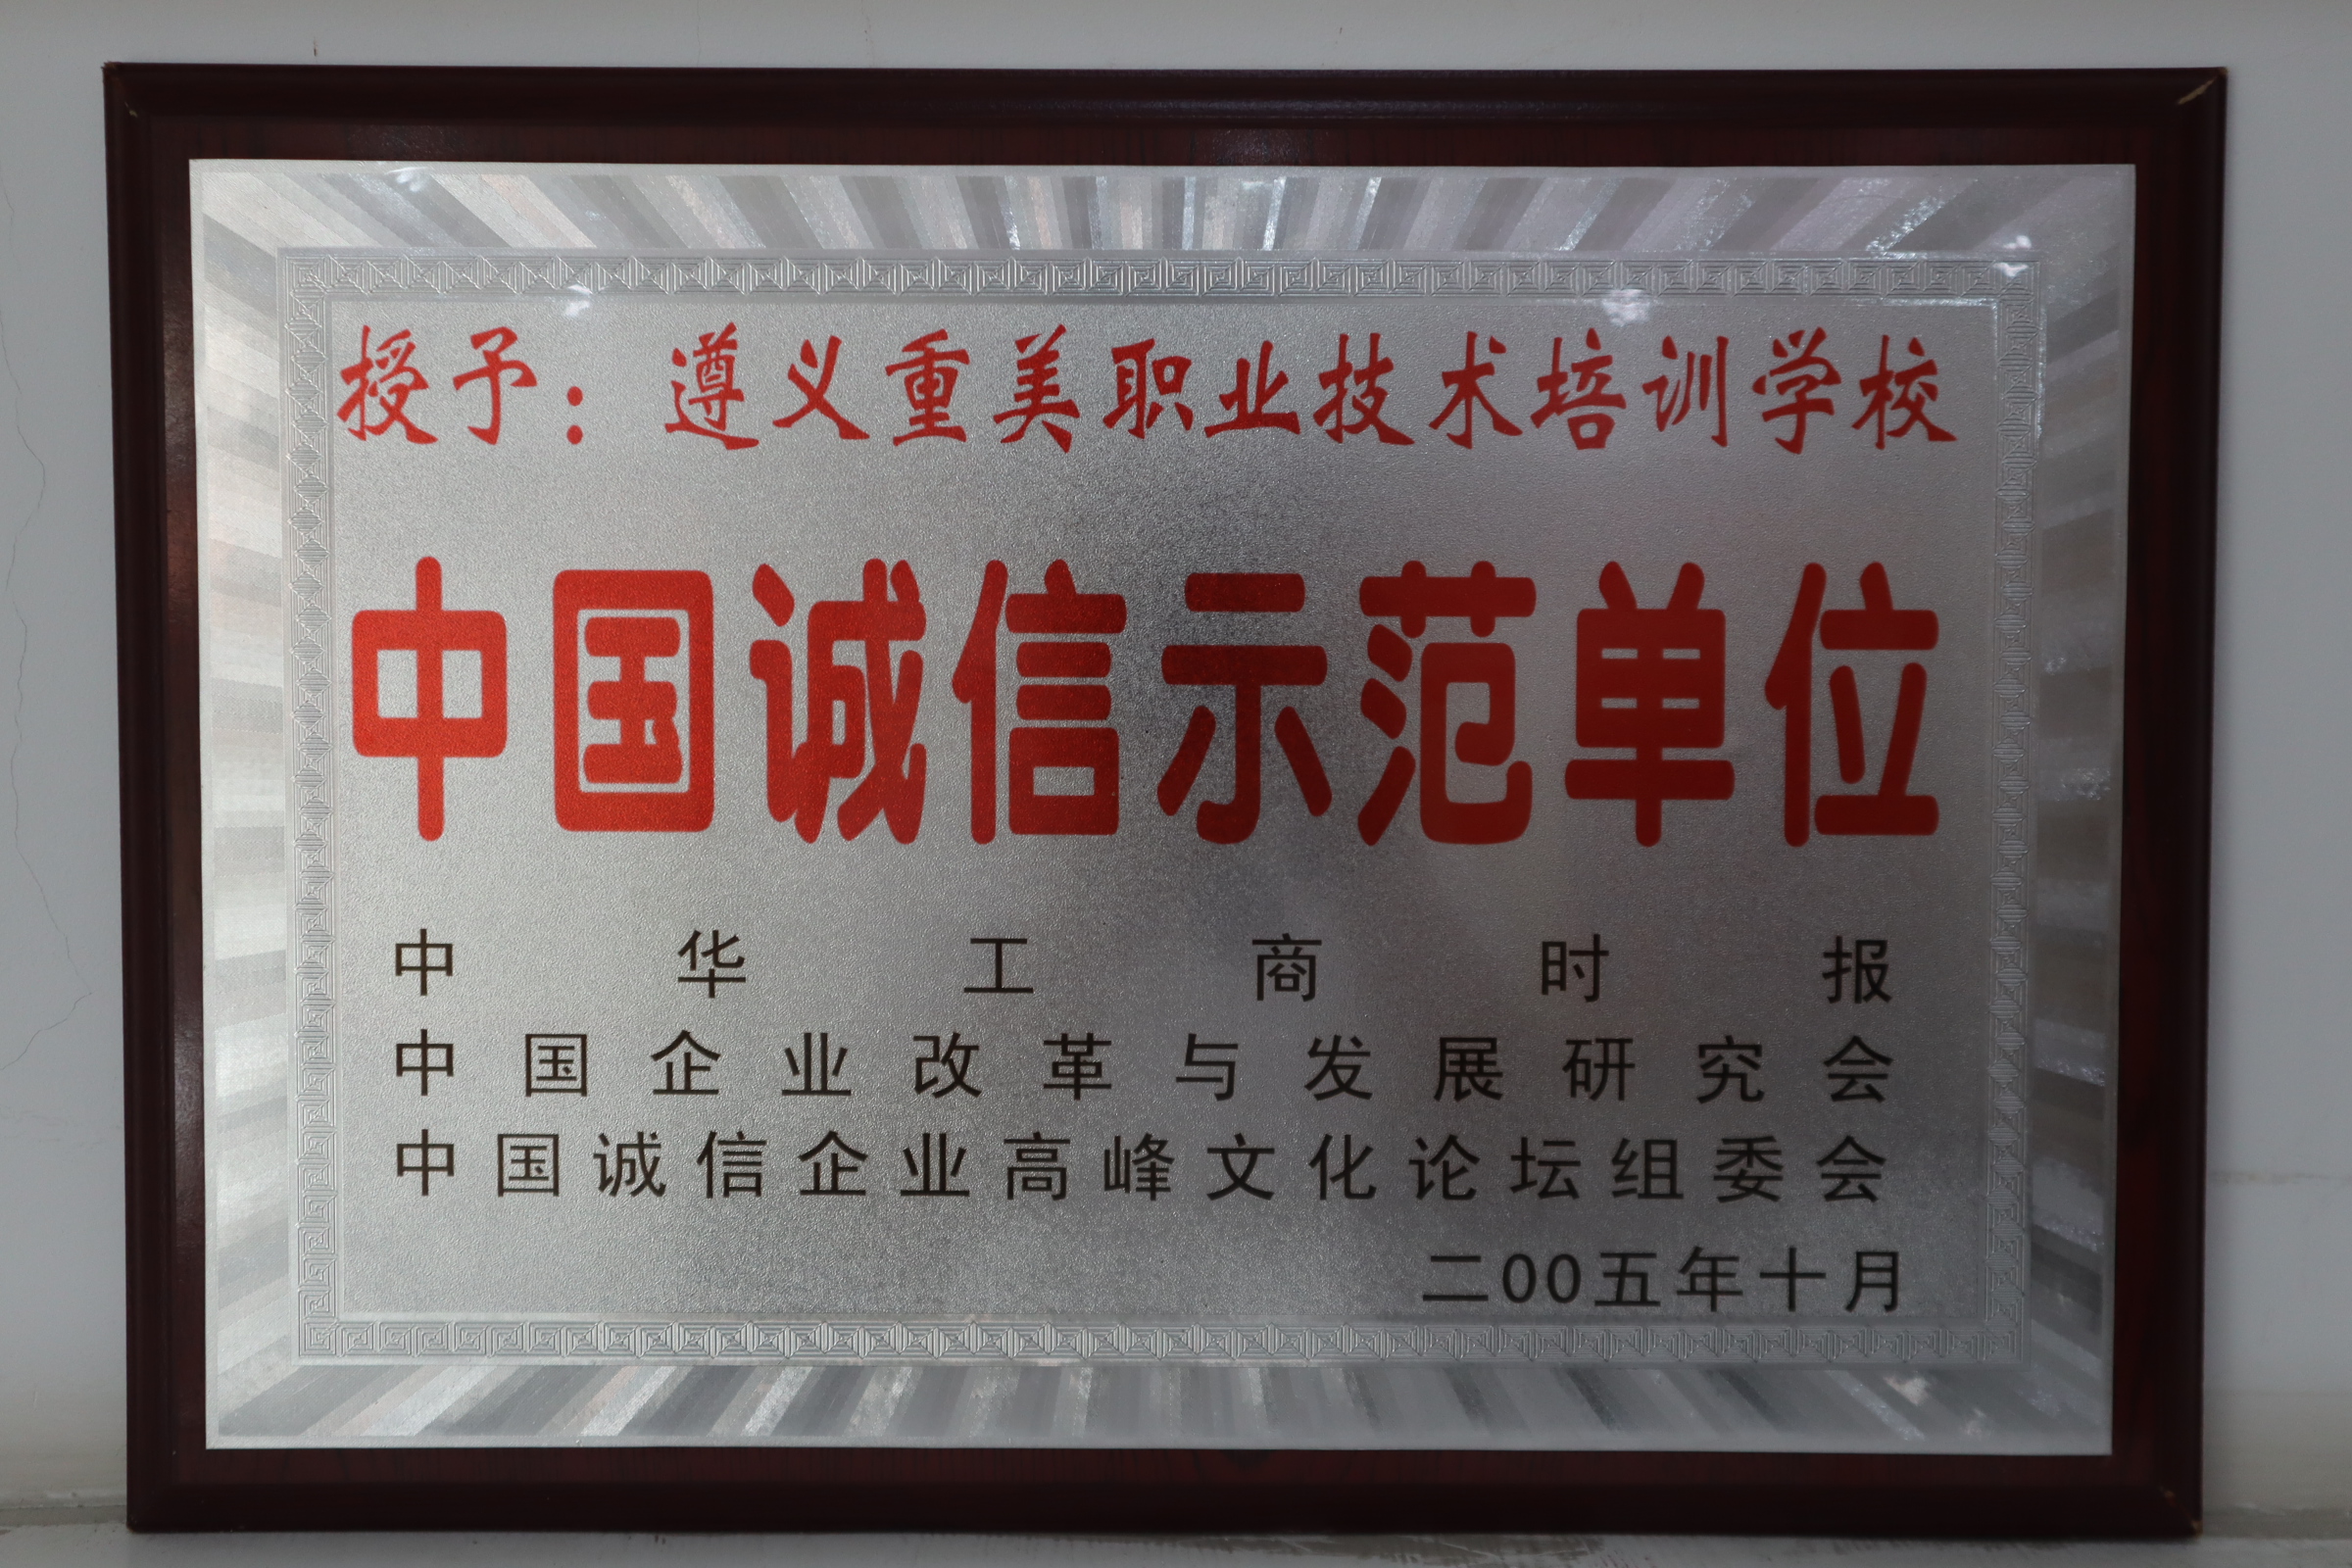 授予：遵义重美职业技术培训学校
中国诚信示范单位
中华工商时报
中国企业改革与发展研究会
中国诚信企业高峰文化论坛组委会
二00五年十月